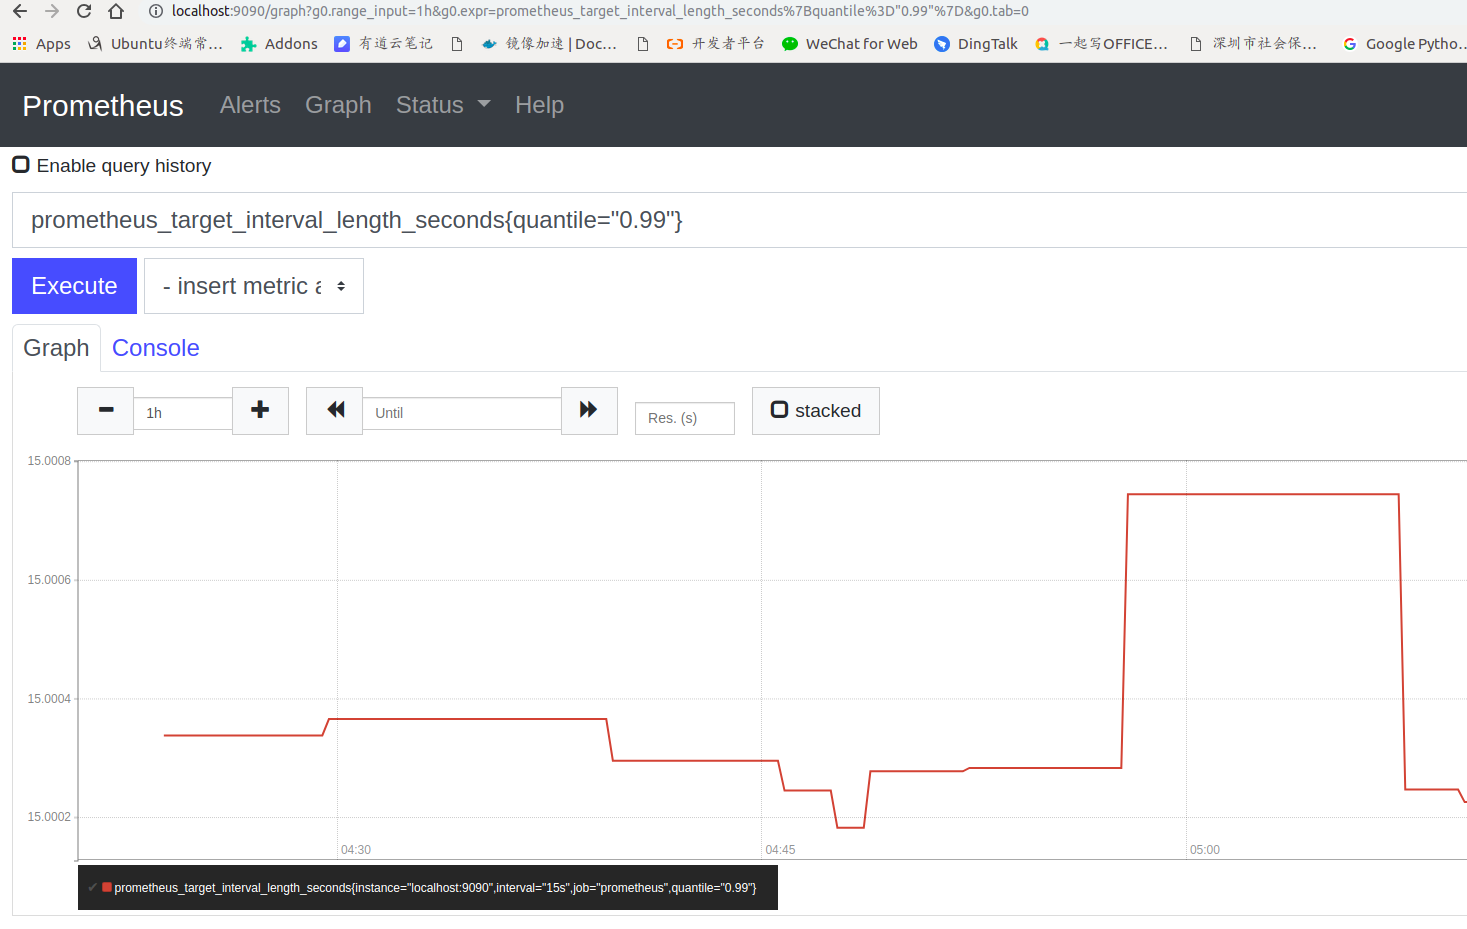 localhost:9090/graph?g0.range_input=1h&g0.expr=prometheus_target_interval_length_seconds%7Bquantile%3D"0.99"%7D&g0.tab=0
Apps Ubuntu终端常... Addons 有道云笔记 镜像加速 | Doc... 开发者平台 WeChat for Web DingTalk 一起写OFFICE... 深圳市社会保... Google Pytho...
Prometheus Alerts Graph Status Help
Enable query history
prometheus_target_interval_length_seconds{quantile="0.99"}
Execute - insert metric a
Graph Console
1h Until Res. (s) stacked
15.0008
15.0006
15.0004
15.0002
04:30 04:45 05:00
prometheus_target_interval_length_seconds{instance="localhost:9090",interval="15s",job="prometheus",quantile="0.99"}